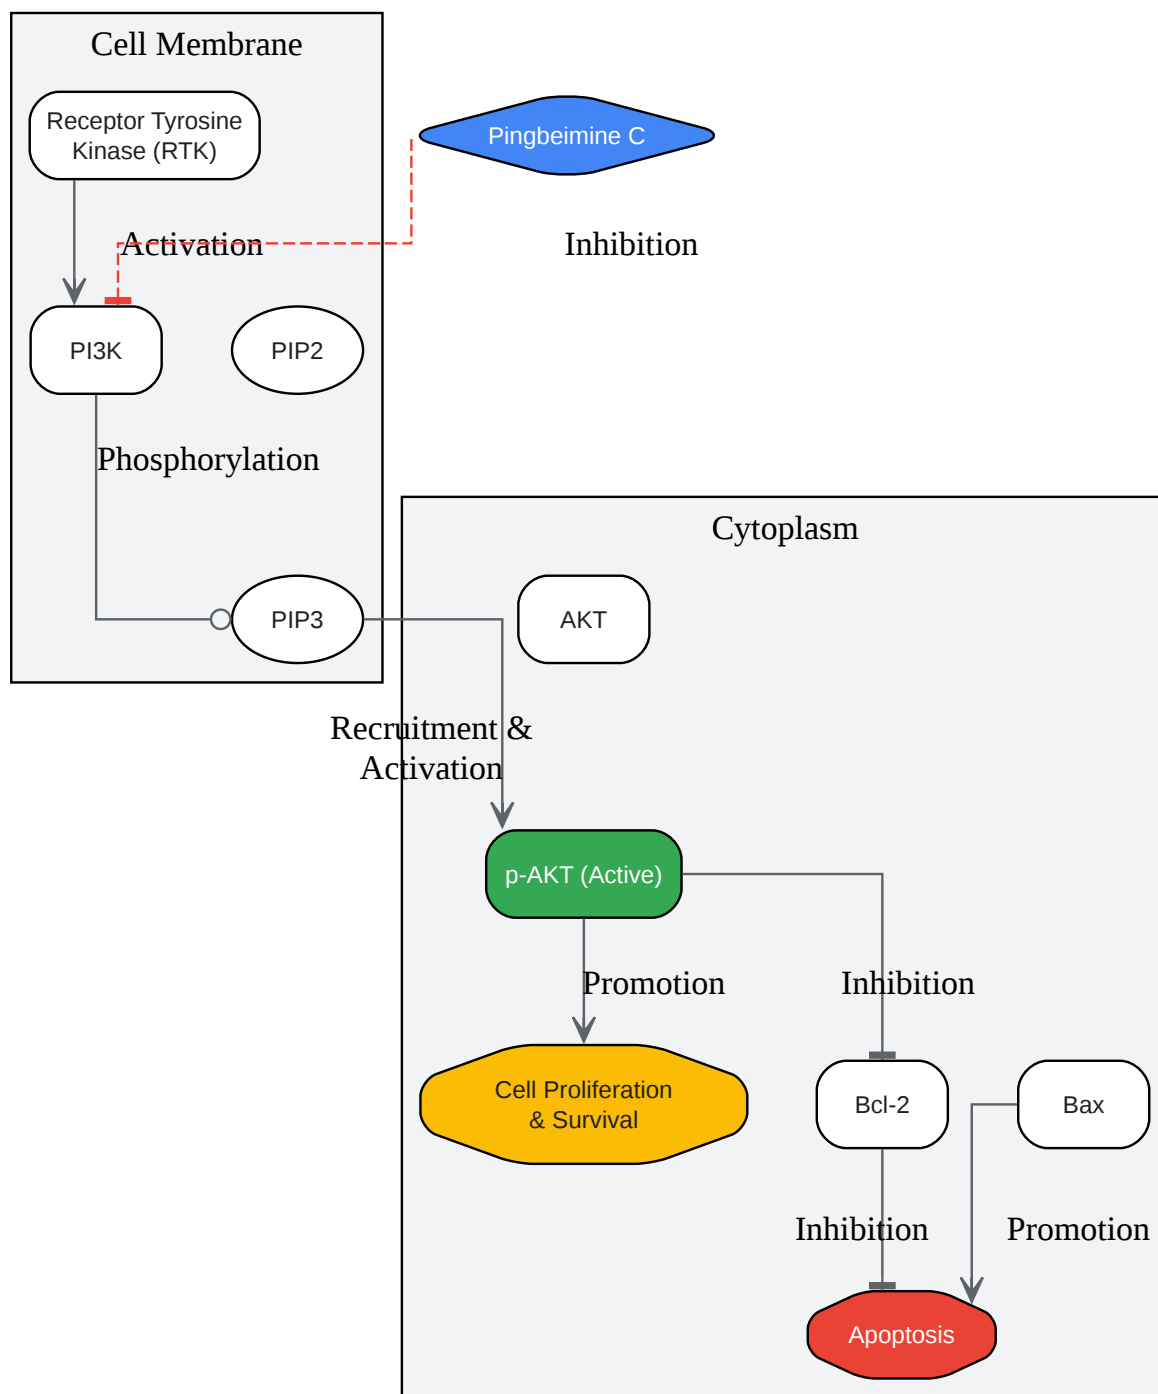 Cell Membrane
Receptor Tyrosine
Kinase (RTK)
Pingbeimine C
Activation
Inhibition
PI3K
PIP2
Phosphorylation
Cytoplasm
PIP3
AKT
Recruitment &
Activation
p-AKT (Active)
Promotion
Inhibition
Cell Proliferation
& Survival
Bcl-2
Bax
Inhibition
Promotion
Apoptosis